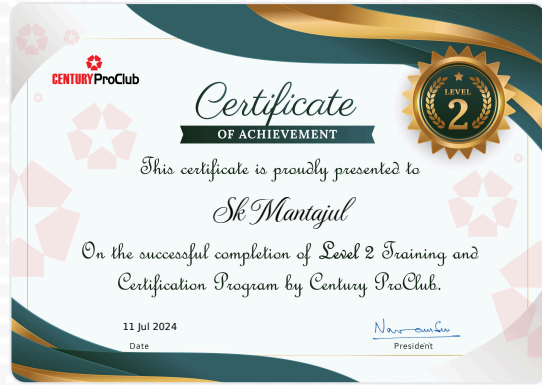 CENTURY ProClub
Certificate
OF ACHIEVEMENT
LEVEL
2
This certificate is proudly presented to
Sk Mantajul
On the successful completion of Level 2 Training and
Certification Program by Century ProClub.
11 Jul 2024
Date
President